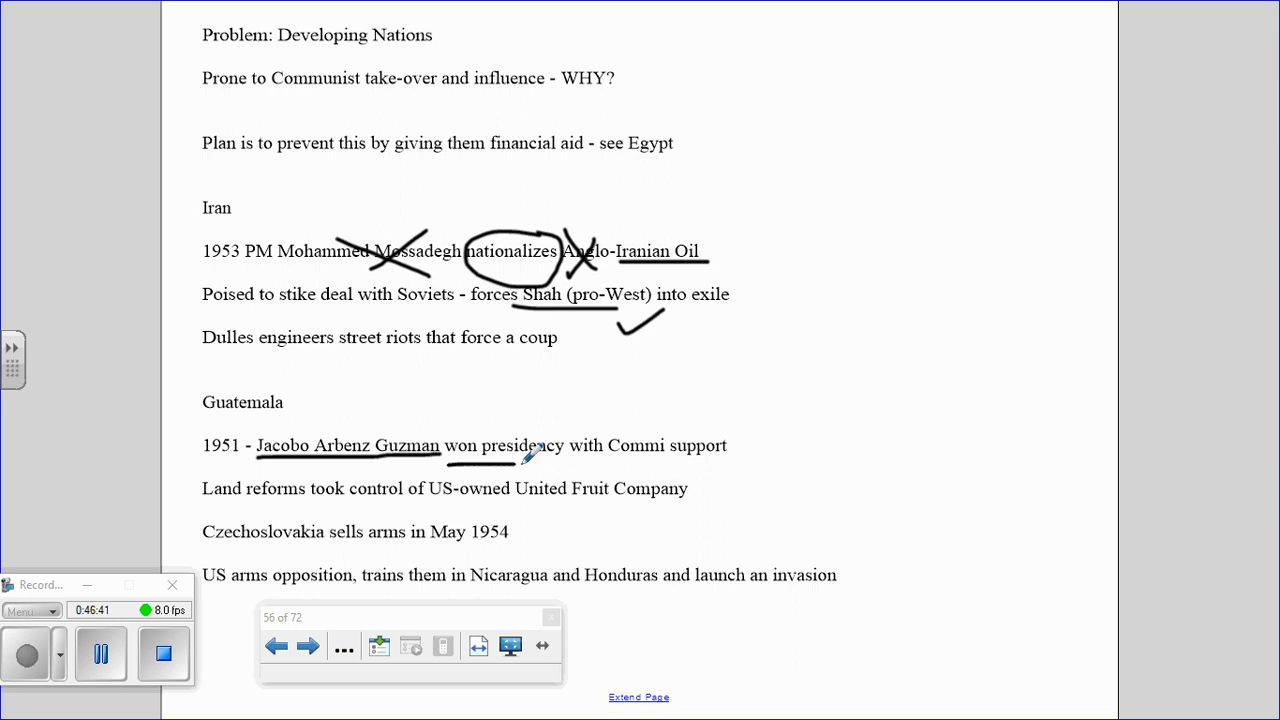 Problem: Developing Nations
Prone to Communist take-over and influence - WHY?
Plan is to prevent this by giving them financial aid - see Egypt
Iran
1953 PM Mohammed Mossadegh nationalizes Anglo-Iranian Oil
Poised to stike deal with Soviets - forces Shah (pro-West) into exile
Dulles engineers street riots that force a coup
Guatemala
1951 - Jacobo Arbenz Guzman won presidency with Commi support
Land reforms took control of US-owned United Fruit Company
Czechoslovakia sells arms in May 1954
US arms opposition, trains them in Nicaragua and Honduras and launch an invasion
Record...
Menu 0:46:41 8.0 fps
56 of 72
Extend Page